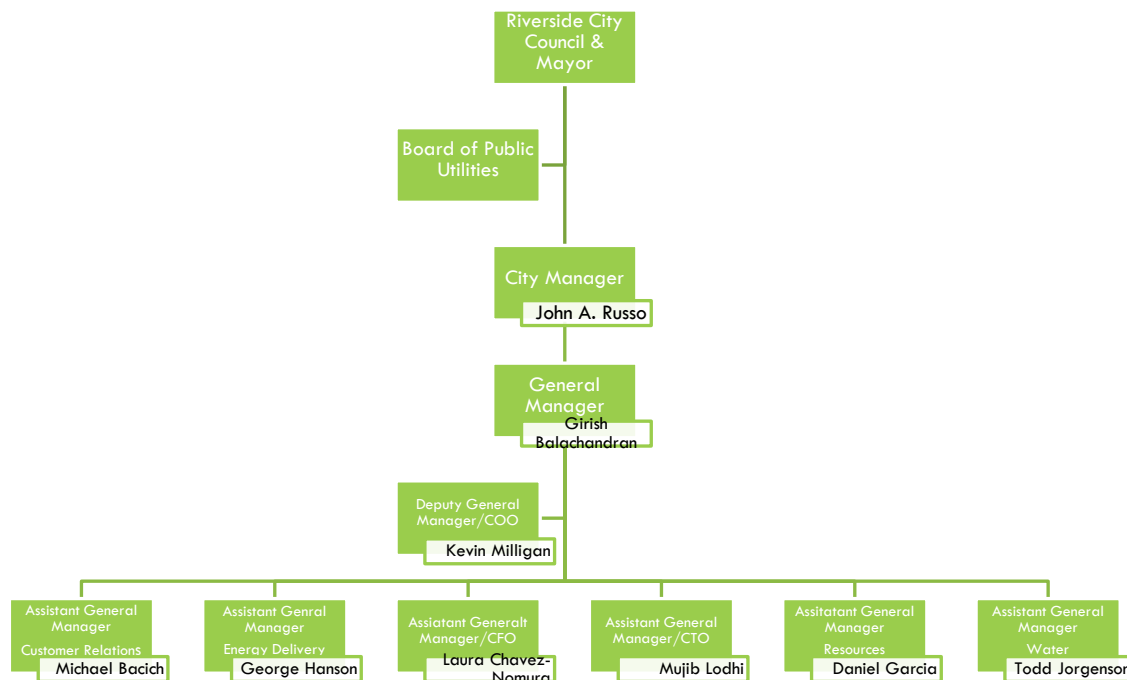 Riverside City
Council &
Mayor
Board of Public
Utilities
City Manager
John A. Russo
General
Manager
Girish
Balachandran
Deputy General
Manager/COO
Kevin Milligan
Assistant General
Manager
Customer Relations
Michael Bacich
Assistant Genral
Manager
Energy Delivery
George Hanson
Assiatant Generalt
Manager/CFO
Laura Chavez-
Nomura
Assistant General
Manager/CTO
Mujib Lodhi
Assitatant General
Manager
Resources
Daniel Garcia
Assistant General
Manager
Water
Todd Jorgenson